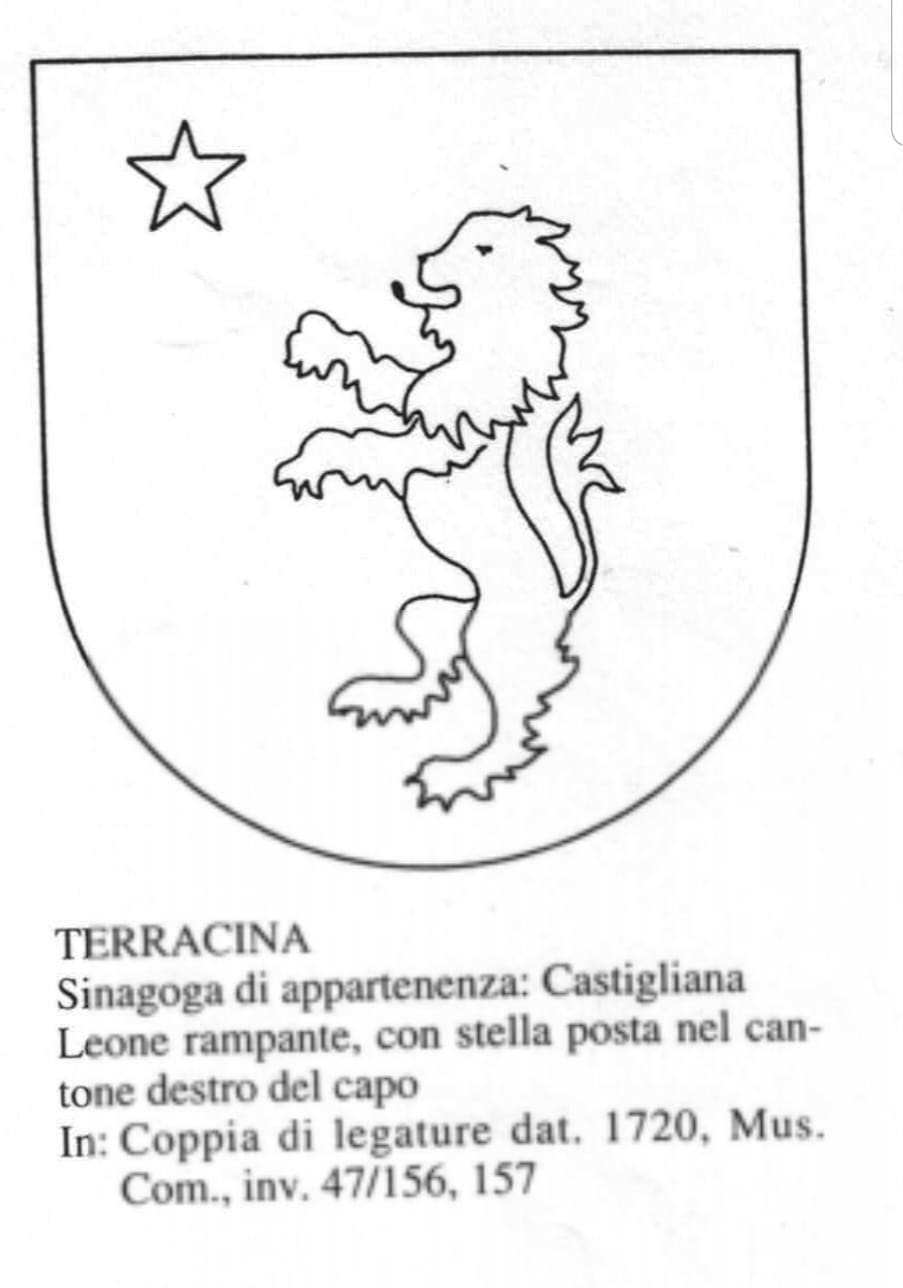 TERRACINA
Sinagoga di appartenenza: Castigliana
Leone rampante, con stella posta nel can-
tone destro del capo
In: Coppia di legature dat. 1720, Mus.
Com., inv. 47/156, 157